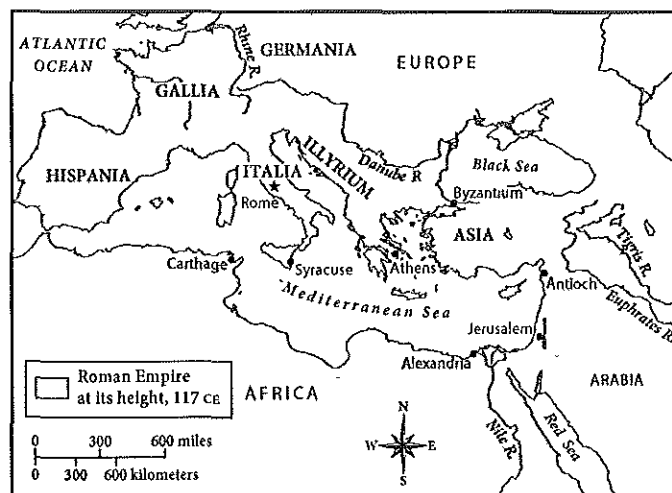 ATLANTIC
OCEAN
Rhine R.
GERMANIA
EUROPE
GALLIA
HISPANIA
ITALIA
Rome
ILLYRIUM
Danube R
Black Sea
Byzantium
ASIA
Tigris R.
Carthage
Syracuse
Athens
Antioch
Euphrates R.
Mediterranean Sea
Jerusalem
Alexandria
Roman Empire
at its height, 117 CE
AFRICA
ARABIA
Nile R.
Red Sea
0 300 600 miles
0 300 600 kilometers
N
W E
S